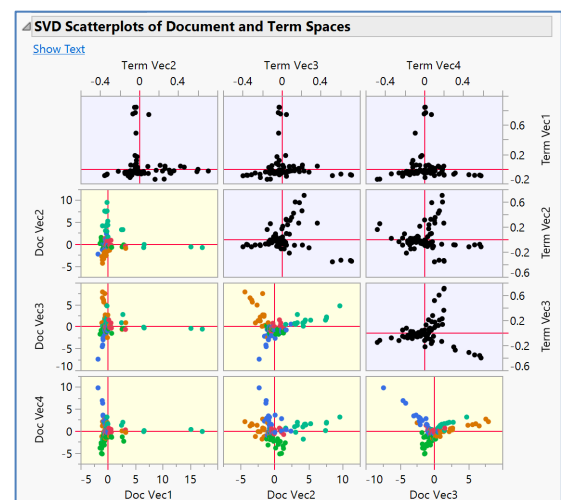 SVD Scatterplots of Document and Term Spaces
Show Text
Term Vec2 Term Vec3 Term Vec4
-0.4 0 0.4 -0.4 0 0.4 -0.4 0 0.4
0.6
0.2
-0.2
Term Vec1
10
5
0
-5
Doc Vec2
0.6
0.2
-0.2
-0.6
Term Vec2
10
5
0
-5
-10
Doc Vec3
0.6
0.2
-0.2
-0.6
Term Vec3
10
5
0
-5
Doc Vec4
-5 0 5 10 15 -5 0 5 10 -10 -5 0 5
Doc Vec1 Doc Vec2 Doc Vec3